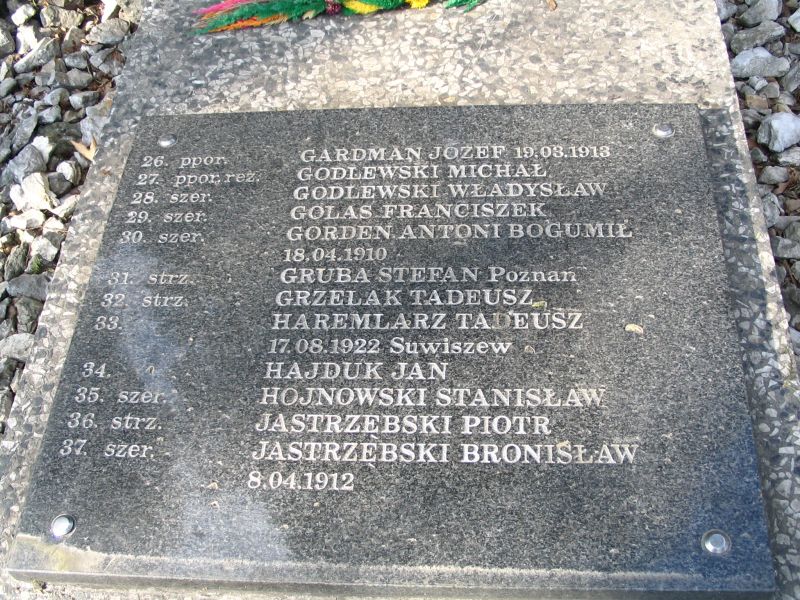 26. ppor. GARDMAN JÓZEF 19.03.1913
27. ppor. rez. GODLEWSKI MICHAŁ
28. szer. GODLEWSKI WŁADYSŁAW
29. szer. GOLAS FRANCISZEK
30. szer. GORDEN ANTONI BOGUMIŁ
18.04.1910
31. strz. GRUBA STEFAN Poznań
32. strz. GRZELAK TADEUSZ
33. HAREMLARZ TADEUSZ
17.08.1922 Suwiszew
34. HAJDUK JAN
35. szer. HOJNOWSKI STANISŁAW
36. strz. JASTRZĘBSKI PIOTR
37. szer. JASTRZĘBSKI BRONISŁAW
8.04.1912